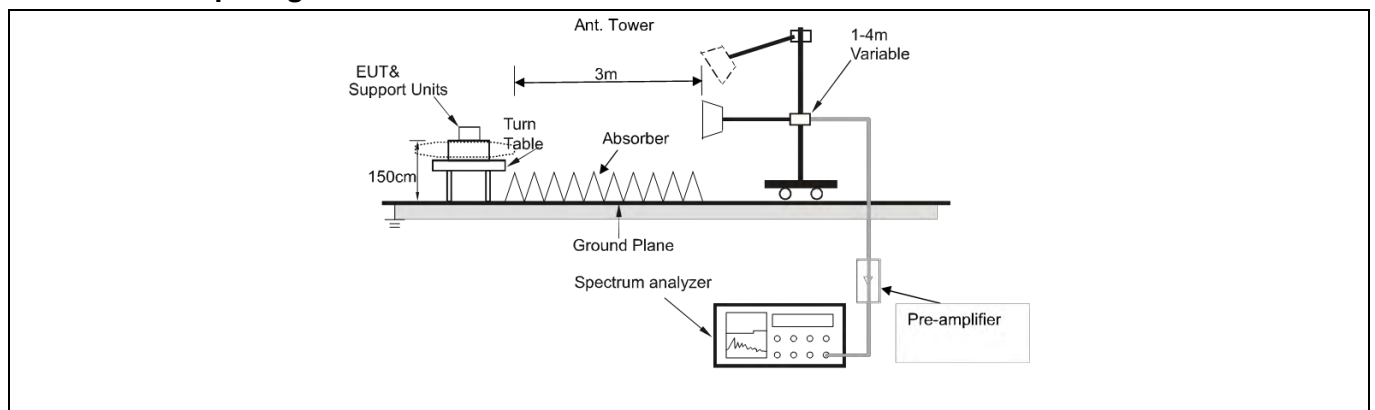 Ant. Tower
1-4m
Variable
EUT&
Support Units
3m
Turn
Table
Absorber
150cm
Ground Plane
Spectrum analyzer
Pre-amplifier